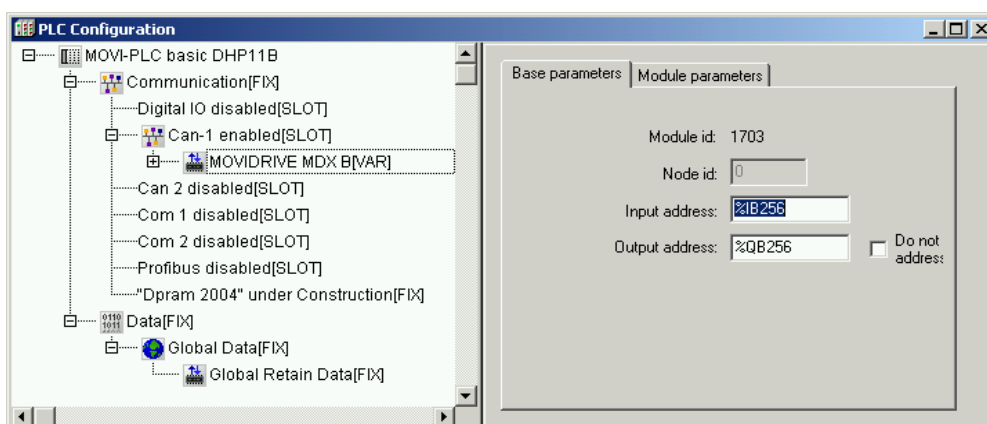 PLC Configuration
MOVI-PLC basic DHP11B
Communication[FIX]
Digital IO disabled[SLOT]
Can-1 enabled[SLOT]
MOVIDRIVE MDX B[VAR]
Can 2 disabled[SLOT]
Com 1 disabled[SLOT]
Com 2 disabled[SLOT]
Profibus disabled[SLOT]
"Dpram 2004" under Construction[FIX]
0110
1011
Data[FIX]
Global Data[FIX]
Global Retain Data[FIX]
Base parameters
Module parameters
Module id: 1703
Node id: 0
Input address: %IB256
Output address: %QB256
Do not
address